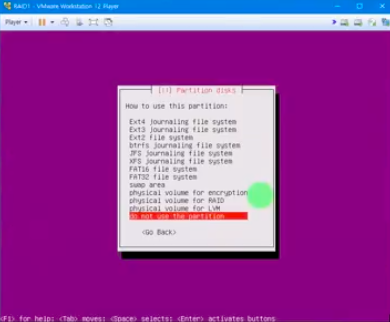 RAID1 - VMware Workstation 12 Player
Player
[!!] Partition disks
How to use this partition:
Ext4 journaling file system
Ext3 journaling file system
Ext2 file system
btrfs journaling file system
JFS journaling file system
XFS journaling file system
FAT16 file system
FAT32 file system
swap area
physical volume for encryption
physical volume for RAID
physical volume for LVM
do not use the partition
<Go Back>
<F1> for help; <Tab> moves; <Space> selects; <Enter> activates buttons